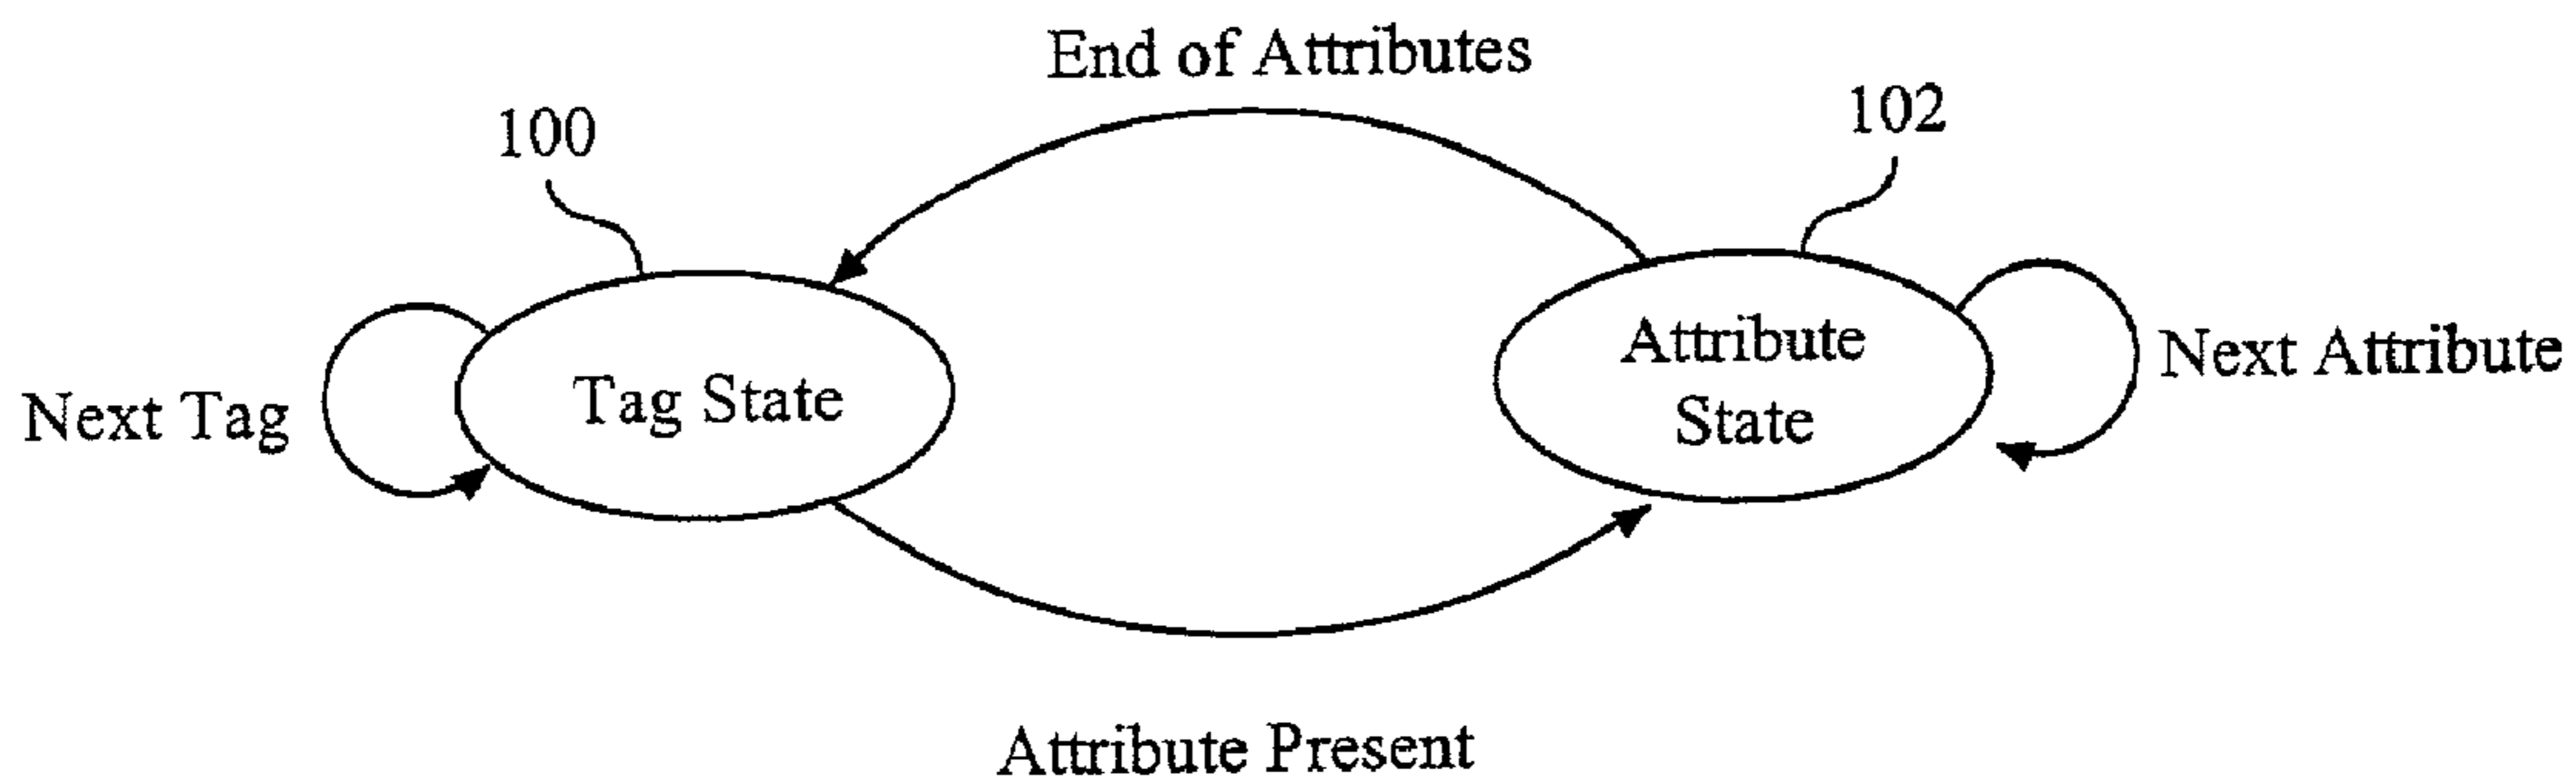 End of Attributes
100
102
Next Tag
Tag State
Attribute
State
Next Attribute
Attribute Present